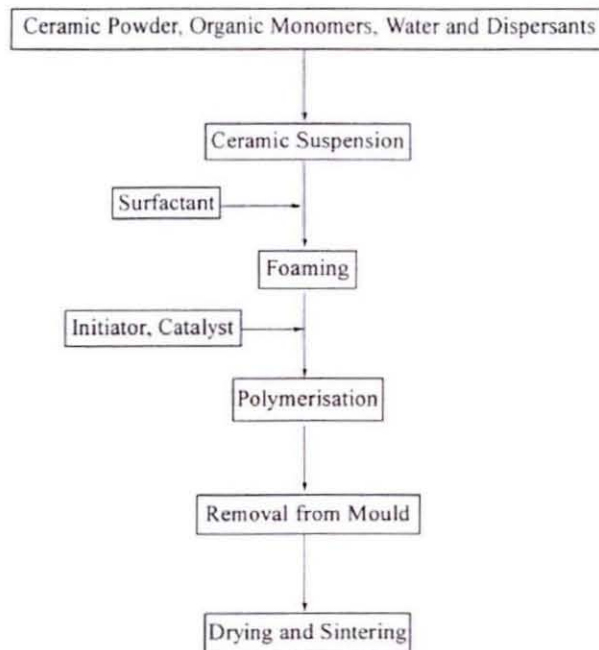 Ceramic Powder, Organic Monomers, Water and Dispersants
Ceramic Suspension
Surfactant
Foaming
Initiator, Catalyst
Polymerisation
Removal from Mould
Drying and Sintering